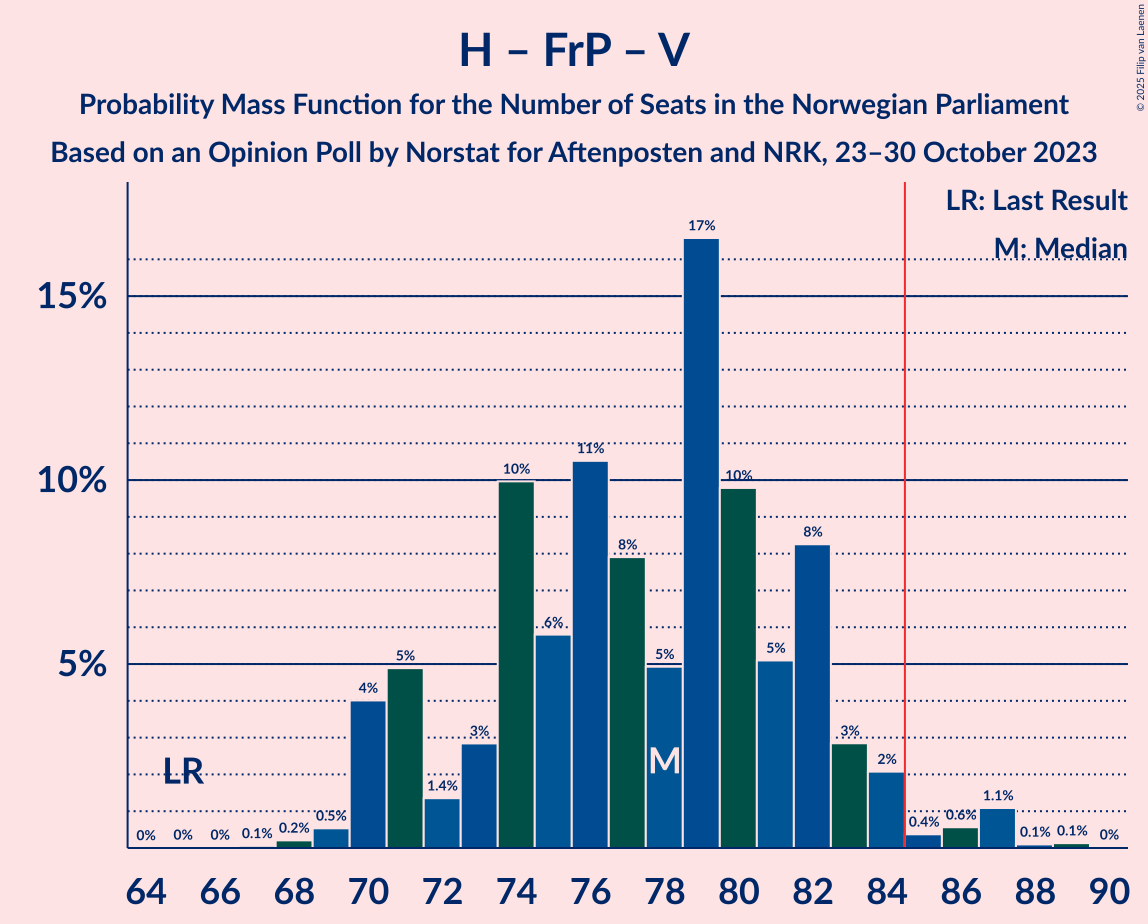 H – FrP – V
Probability Mass Function for the Number of Seats in the Norwegian Parliament
Based on an Opinion Poll by Norstat for Aftenposten and NRK, 23–30 October 2023
© 2025 Filip van Laenen
LR: Last Result
M: Median
15%
10%
5%
0% 0% 0% 0.1% 0.2% 0.5% 4% 5% 1.4% 3% 10% 6% 11% 8% 5% 17% 10% 5% 8% 3% 2% 0.4% 0.6% 1.1% 0.1% 0.1% 0%
LR
M
64 66 68 70 72 74 76 78 80 82 84 86 88 90